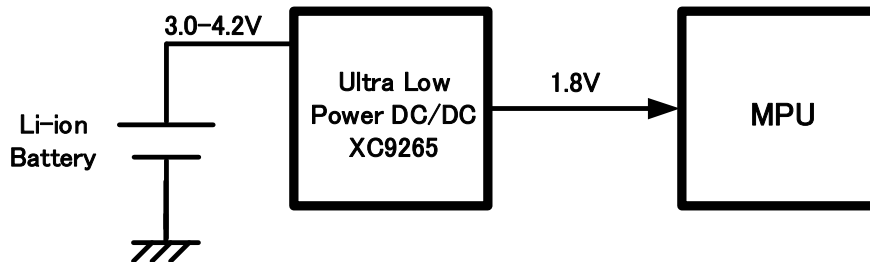 3.0-4.2V
Ultra Low
Power DC/DC
XC9265
1.8V
MPU
Li-ion
Battery